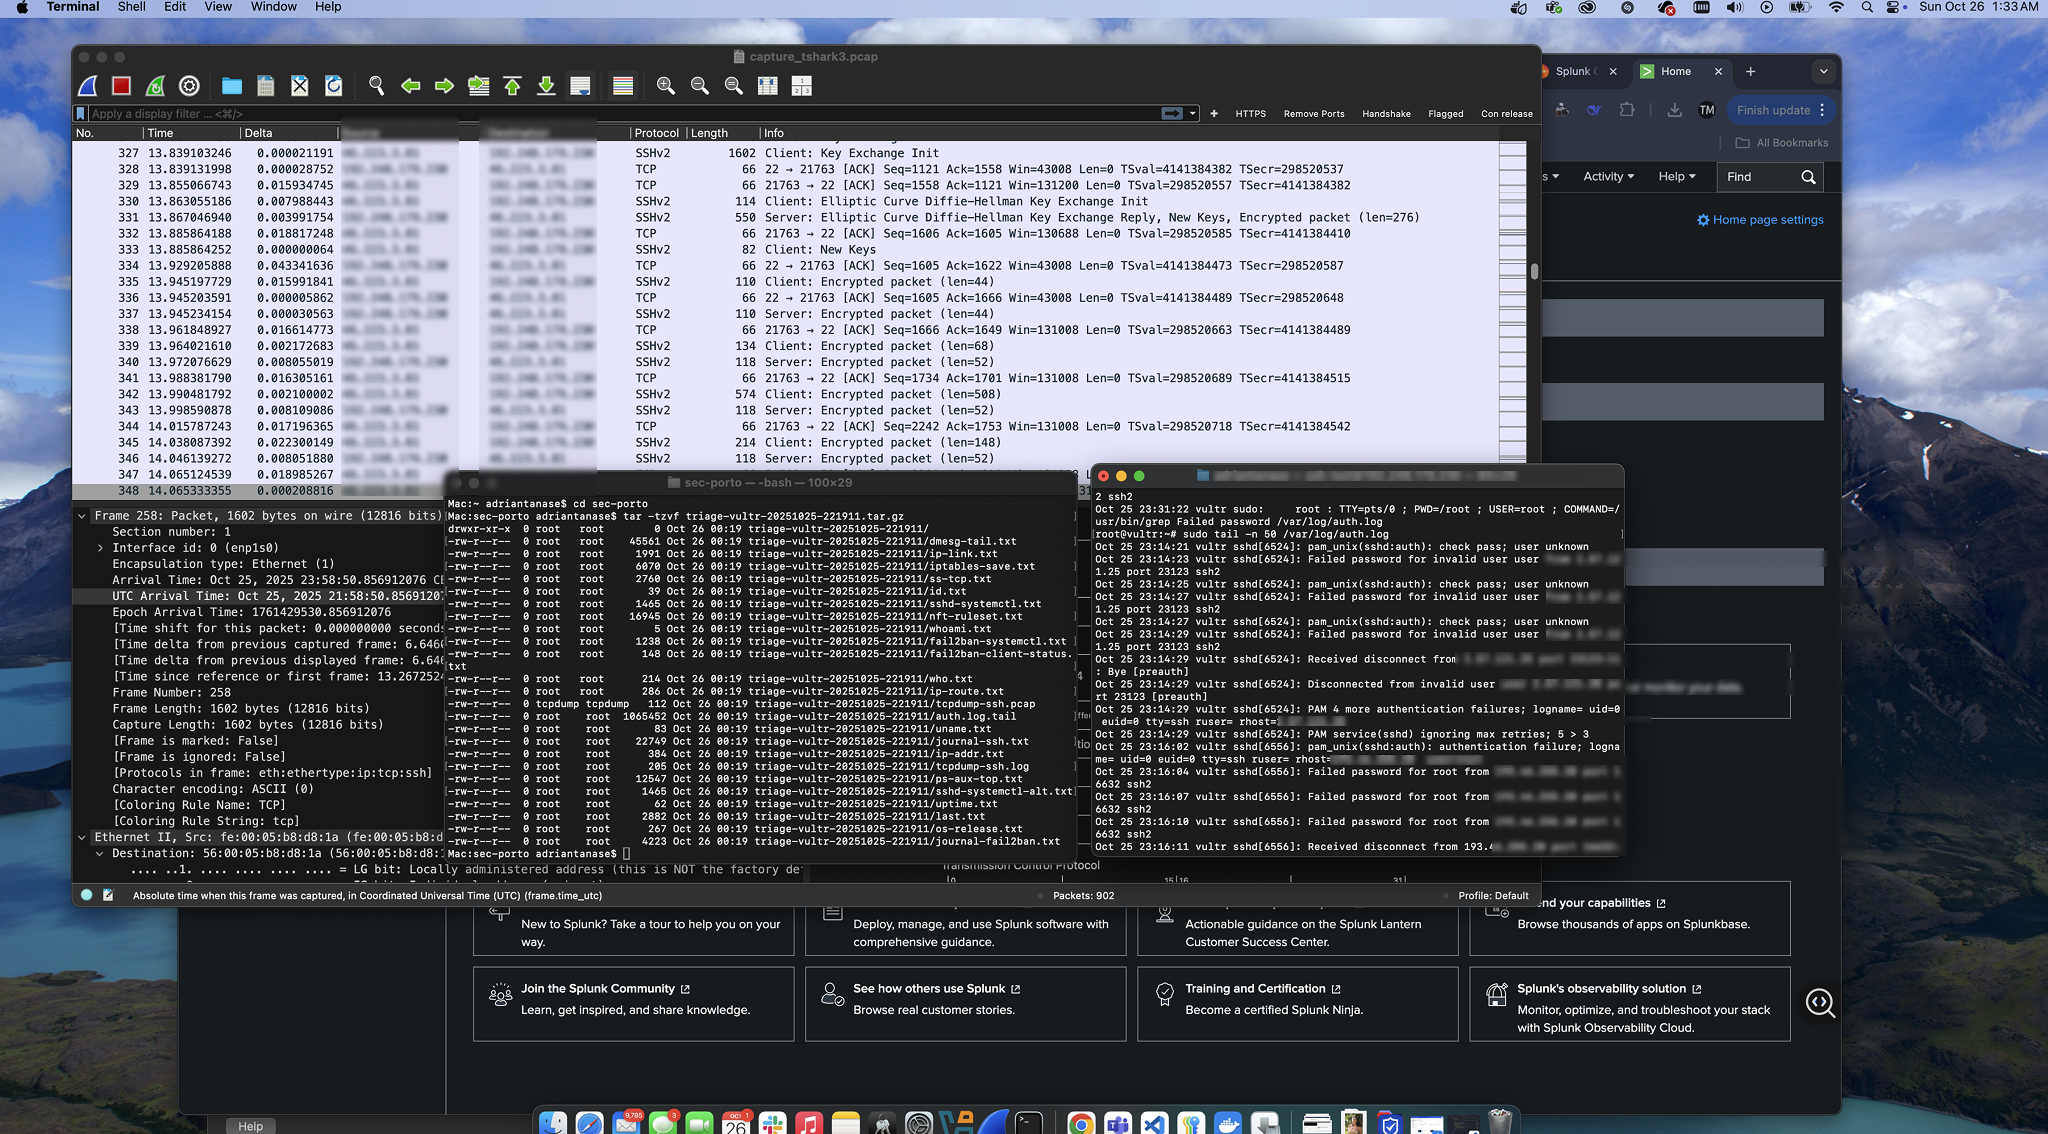 Terminal Shell Edit View Window Help
Sun Oct 26 1:33 AM
capture_tshark3.pcap
Apply a display filter ... <⌘/>
+ HTTPS Remove Ports Handshake Flagged Con release
No. Time Delta Protocol Length Info
327 13.839103246 0.000021191 SSHv2 1602 Client: Key Exchange Init
328 13.839131998 0.000028752 TCP 66 22 → 21763 [ACK] Seq=1121 Ack=1558 Win=43008 Len=0 TSval=4141384382 TSecr=298520537
329 13.855066743 0.015934745 TCP 66 21763 → 22 [ACK] Seq=1558 Ack=1121 Win=131200 Len=0 TSval=298520557 TSecr=4141384382
330 13.863055186 0.007988443 SSHv2 114 Client: Elliptic Curve Diffie-Hellman Key Exchange Init
331 13.867046940 0.003991754 SSHv2 550 Server: Elliptic Curve Diffie-Hellman Key Exchange Reply, New Keys, Encrypted packet (len=276)
332 13.885864188 0.018817248 TCP 66 21763 → 22 [ACK] Seq=1606 Ack=1605 Win=130688 Len=0 TSval=298520585 TSecr=4141384410
333 13.885864252 0.000000064 SSHv2 82 Client: New Keys
334 13.929205888 0.043341636 TCP 66 22 → 21763 [ACK] Seq=1605 Ack=1622 Win=43008 Len=0 TSval=4141384473 TSecr=298520587
335 13.945197729 0.015991841 SSHv2 110 Client: Encrypted packet (len=44)
336 13.945203591 0.000005862 TCP 66 22 → 21763 [ACK] Seq=1605 Ack=1666 Win=43008 Len=0 TSval=4141384489 TSecr=298520648
337 13.945234154 0.000030563 SSHv2 110 Server: Encrypted packet (len=44)
338 13.961848927 0.016614773 TCP 66 21763 → 22 [ACK] Seq=1666 Ack=1649 Win=131008 Len=0 TSval=298520663 TSecr=4141384489
339 13.964021610 0.002172683 SSHv2 134 Client: Encrypted packet (len=68)
340 13.972076629 0.008055019 SSHv2 118 Server: Encrypted packet (len=52)
341 13.988381790 0.016305161 TCP 66 21763 → 22 [ACK] Seq=1734 Ack=1701 Win=131008 Len=0 TSval=298520689 TSecr=4141384515
342 13.990481792 0.002100002 SSHv2 574 Client: Encrypted packet (len=508)
343 13.998590878 0.008109086 SSHv2 118 Server: Encrypted packet (len=52)
344 14.015787243 0.017196365 TCP 66 21763 → 22 [ACK] Seq=2242 Ack=1753 Win=131008 Len=0 TSval=298520718 TSecr=4141384542
345 14.038087392 0.022300149 SSHv2 214 Client: Encrypted packet (len=148)
346 14.046139272 0.008051880 SSHv2 118 Server: Encrypted packet (len=52)
347 14.065124539 0.018985267
348 14.065333355 0.000208816
Frame 258: Packet, 1602 bytes on wire (12816 bits)
Section number: 1
Interface id: 0 (enp1s0)
Encapsulation type: Ethernet (1)
Arrival Time: Oct 25, 2025 23:58:50.856912076 CE
UTC Arrival Time: Oct 25, 2025 21:58:50.8569120
Epoch Arrival Time: 1761429530.856912076
[Time shift for this packet: 0.000000000 seconds
[Time delta from previous captured frame: 6.646
[Time delta from previous displayed frame: 6.646
[Time since reference or first frame: 13.2672524
Frame Number: 258
Frame Length: 1602 bytes (12816 bits)
Capture Length: 1602 bytes (12816 bits)
[Frame is marked: False]
[Frame is ignored: False]
[Protocols in frame: eth:ethertype:ip:tcp:ssh]
Character encoding: ASCII (0)
[Coloring Rule Name: TCP]
[Coloring Rule String: tcp]
Ethernet II, Src: fe:00:05:b8:d8:1a (fe:00:05:b8:d
Destination: 56:00:05:b8:d8:1a (56:00:05:b8:d8:1
.... ..1. .... .... .... .... = LG bit: Locally administered address (this is NOT the factory de
Transmission Control Protocol
0 15 16 31
Absolute time when this frame was captured, in Coordinated Universal Time (UTC) (frame.time_utc)
Packets: 902
Profile: Default
sec-porto — -bash — 100×29
Mac:~ adriantanase$ cd sec-porto
Mac:sec-porto adriantanase$ tar -tzvf triage-vultr-20251025-221911.tar.gz
drwxr-xr-x 0 root root 0 Oct 26 00:19 triage-vultr-20251025-221911/
-rw-r--r-- 0 root root 45561 Oct 26 00:19 triage-vultr-20251025-221911/dmesg-tail.txt
-rw-r--r-- 0 root root 1991 Oct 26 00:19 triage-vultr-20251025-221911/ip-link.txt
-rw-r--r-- 0 root root 6070 Oct 26 00:19 triage-vultr-20251025-221911/iptables-save.txt
-rw-r--r-- 0 root root 2760 Oct 26 00:19 triage-vultr-20251025-221911/ss-tcp.txt
-rw-r--r-- 0 root root 39 Oct 26 00:19 triage-vultr-20251025-221911/id.txt
-rw-r--r-- 0 root root 1465 Oct 26 00:19 triage-vultr-20251025-221911/sshd-systemctl.txt
-rw-r--r-- 0 root root 16945 Oct 26 00:19 triage-vultr-20251025-221911/nft-ruleset.txt
-rw-r--r-- 0 root root 5 Oct 26 00:19 triage-vultr-20251025-221911/whoami.txt
-rw-r--r-- 0 root root 1238 Oct 26 00:19 triage-vultr-20251025-221911/fail2ban-systemctl.txt
-rw-r--r-- 0 root root 148 Oct 26 00:19 triage-vultr-20251025-221911/fail2ban-client-status.
txt
-rw-r--r-- 0 root root 214 Oct 26 00:19 triage-vultr-20251025-221911/who.txt
-rw-r--r-- 0 root root 286 Oct 26 00:19 triage-vultr-20251025-221911/ip-route.txt
-rw-r--r-- 0 tcpdump tcpdump 112 Oct 26 00:19 triage-vultr-20251025-221911/tcpdump-ssh.pcap
-rw-r--r-- 0 root root 1065452 Oct 26 00:19 triage-vultr-20251025-221911/auth.log.tail
-rw-r--r-- 0 root root 83 Oct 26 00:19 triage-vultr-20251025-221911/uname.txt
-rw-r--r-- 0 root root 22749 Oct 26 00:19 triage-vultr-20251025-221911/journal-ssh.txt
-rw-r--r-- 0 root root 384 Oct 26 00:19 triage-vultr-20251025-221911/ip-addr.txt
-rw-r--r-- 0 root root 205 Oct 26 00:19 triage-vultr-20251025-221911/tcpdump-ssh.log
-rw-r--r-- 0 root root 12547 Oct 26 00:19 triage-vultr-20251025-221911/ps-aux-top.txt
-rw-r--r-- 0 root root 1465 Oct 26 00:19 triage-vultr-20251025-221911/sshd-systemctl-alt.txt
-rw-r--r-- 0 root root 62 Oct 26 00:19 triage-vultr-20251025-221911/uptime.txt
-rw-r--r-- 0 root root 2882 Oct 26 00:19 triage-vultr-20251025-221911/last.txt
-rw-r--r-- 0 root root 267 Oct 26 00:19 triage-vultr-20251025-221911/os-release.txt
-rw-r--r-- 0 root root 4223 Oct 26 00:19 triage-vultr-20251025-221911/journal-fail2ban.txt
Mac:sec-porto adriantanase$
2 ssh2
Oct 25 23:31:22 vultr sudo: root : TTY=pts/0 ; PWD=/root ; USER=root ; COMMAND=/
usr/bin/grep Failed password /var/log/auth.log
[root@vultr:~# sudo tail -n 50 /var/log/auth.log
Oct 25 23:14:21 vultr sshd[6524]: pam_unix(sshd:auth): check pass; user unknown
Oct 25 23:14:23 vultr sshd[6524]: Failed password for invalid user user
1.25 port 23123 ssh2
Oct 25 23:14:25 vultr sshd[6524]: pam_unix(sshd:auth): check pass; user unknown
Oct 25 23:14:27 vultr sshd[6524]: Failed password for invalid user user
1.25 port 23123 ssh2
Oct 25 23:14:27 vultr sshd[6524]: pam_unix(sshd:auth): check pass; user unknown
Oct 25 23:14:29 vultr sshd[6524]: Failed password for invalid user user
1.25 port 23123 ssh2
Oct 25 23:14:29 vultr sshd[6524]: Received disconnect from
: Bye [preauth]
Oct 25 23:14:29 vultr sshd[6524]: Disconnected from invalid user
rt 23123 [preauth]
Oct 25 23:14:29 vultr sshd[6524]: PAM 4 more authentication failures; logname= uid=0
euid=0 tty=ssh ruser= rhost=
Oct 25 23:14:29 vultr sshd[6524]: PAM service(sshd) ignoring max retries; 5 > 3
Oct 25 23:16:02 vultr sshd[6556]: pam_unix(sshd:auth): authentication failure; logna
me= uid=0 euid=0 tty=ssh ruser= rhost=
Oct 25 23:16:04 vultr sshd[6556]: Failed password for root from
6632 ssh2
Oct 25 23:16:07 vultr sshd[6556]: Failed password for root from
6632 ssh2
Oct 25 23:16:10 vultr sshd[6556]: Failed password for root from
6632 ssh2
Oct 25 23:16:11 vultr sshd[6556]: Received disconnect from 193.4
Splunk
Home
TM Finish update
All Bookmarks
s Activity Help Find
Home page settings
New to Splunk? Take a tour to help you on your
way.
Deploy, manage, and use Splunk software with
comprehensive guidance.
Actionable guidance on the Splunk Lantern
Customer Success Center.
end your capabilities
Browse thousands of apps on Splunkbase.
Join the Splunk Community
Learn, get inspired, and share knowledge.
See how others use Splunk
Browse real customer stories.
Training and Certification
Become a certified Splunk Ninja.
Splunk's observability solution
Monitor, optimize, and troubleshoot your stack
with Splunk Observability Cloud.
Help
9,785
3
OCT 1
26